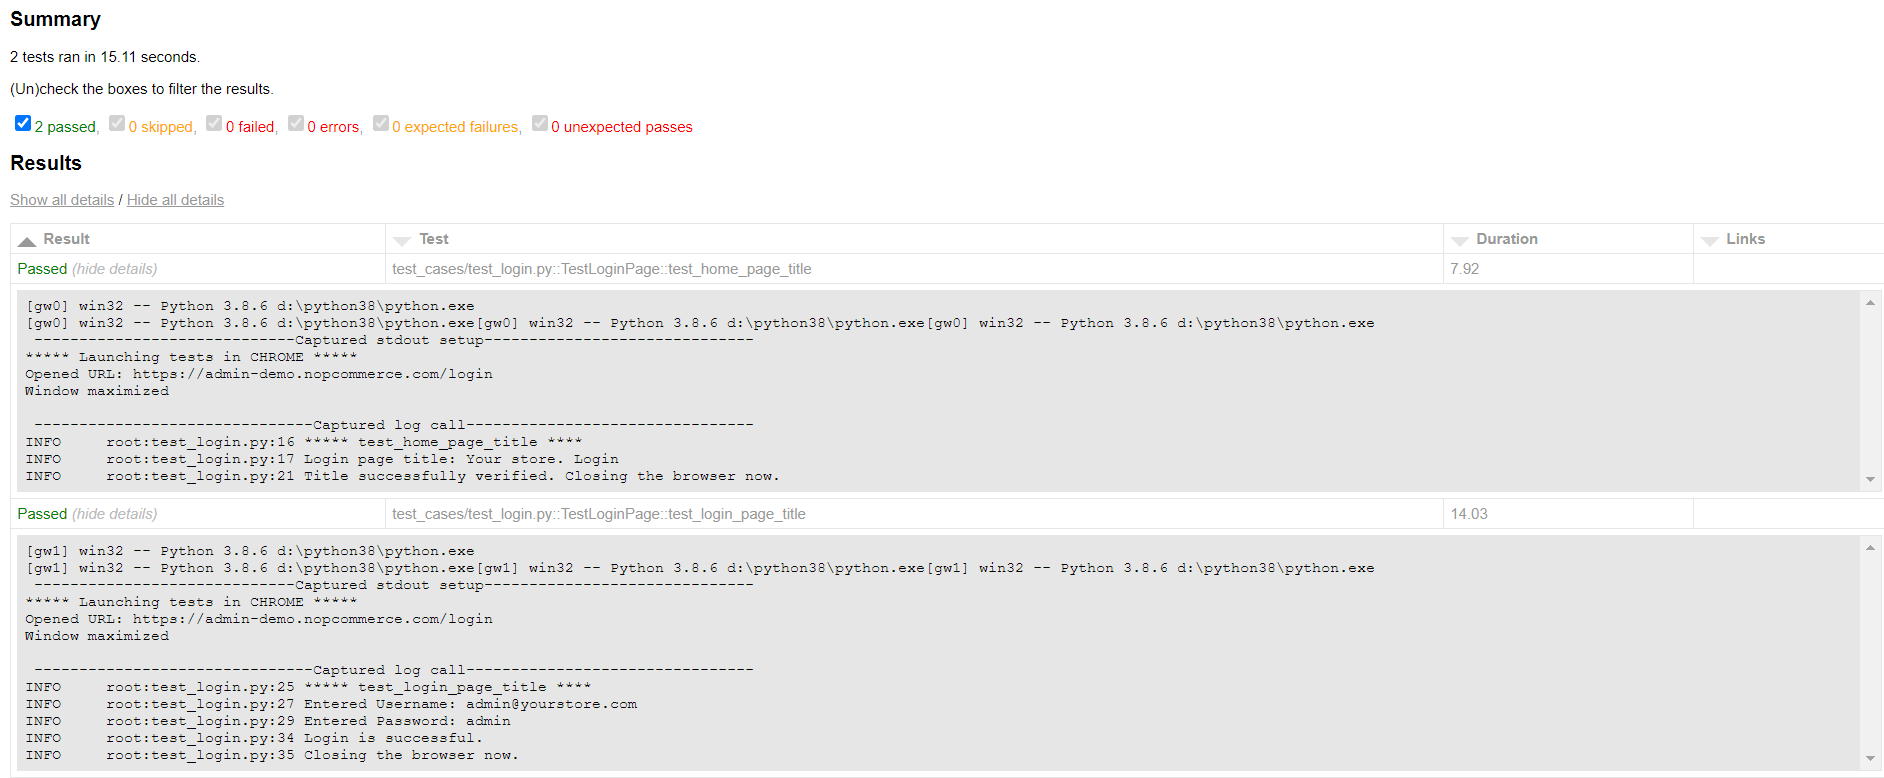 Summary
2 tests ran in 15.11 seconds.
(Un)check the boxes to filter the results.
2 passed, 0 skipped, 0 failed, 0 errors, 0 expected failures, 0 unexpected passes
Results
Show all details / Hide all details
Result Test Duration Links
Passed (hide details) test_cases/test_login.py::TestLoginPage::test_home_page_title 7.92
[gw0] win32 -- Python 3.8.6 d:\python38\python.exe
[gw0] win32 -- Python 3.8.6 d:\python38\python.exe[gw0] win32 -- Python 3.8.6 d:\python38\python.exe[gw0] win32 -- Python 3.8.6 d:\python38\python.exe
-----------------------------Captured stdout setup------------------------------
***** Launching tests in CHROME *****
Opened URL: https://admin-demo.nopcommerce.com/login
Window maximized
-------------------------------Captured log call--------------------------------
INFO     root:test_login.py:16 ***** test_home_page_title ****
INFO     root:test_login.py:17 Login page title: Your store. Login
INFO     root:test_login.py:21 Title successfully verified. Closing the browser now.
Passed (hide details) test_cases/test_login.py::TestLoginPage::test_login_page_title 14.03
[gw1] win32 -- Python 3.8.6 d:\python38\python.exe
[gw1] win32 -- Python 3.8.6 d:\python38\python.exe[gw1] win32 -- Python 3.8.6 d:\python38\python.exe[gw1] win32 -- Python 3.8.6 d:\python38\python.exe
-----------------------------Captured stdout setup------------------------------
***** Launching tests in CHROME *****
Opened URL: https://admin-demo.nopcommerce.com/login
Window maximized
-------------------------------Captured log call--------------------------------
INFO     root:test_login.py:25 ***** test_login_page_title ****
INFO     root:test_login.py:27 Entered Username: admin@yourstore.com
INFO     root:test_login.py:29 Entered Password: admin
INFO     root:test_login.py:34 Login is successful.
INFO     root:test_login.py:35 Closing the browser now.